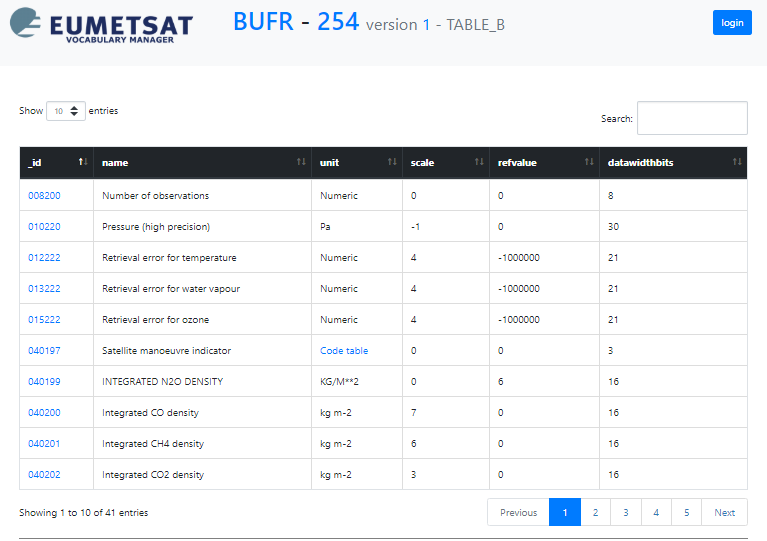 EUMETSAT
VOCABULARY MANAGER
BUFR - 254 version 1 - TABLE_B
login
Show 10 entries
Search:
_id name unit scale refvalue datawidthbits
008200 Number of observations Numeric 0 0 8
010220 Pressure (high precision) Pa -1 0 30
012222 Retrieval error for temperature Numeric 4 -1000000 21
013222 Retrieval error for water vapour Numeric 4 -1000000 21
015222 Retrieval error for ozone Numeric 4 -1000000 21
040197 Satellite manoeuvre indicator Code table 0 0 3
040199 INTEGRATED N2O DENSITY KG/M**2 0 6 16
040200 Integrated CO density kg m-2 7 0 16
040201 Integrated CH4 density kg m-2 6 0 16
040202 Integrated CO2 density kg m-2 3 0 16
Showing 1 to 10 of 41 entries
Previous 1 2 3 4 5 Next